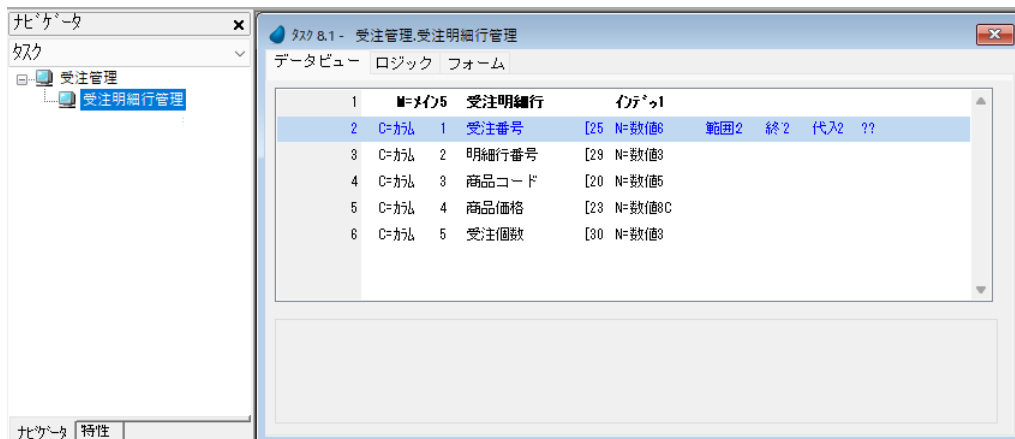 ﾅﾋﾞｹﾞｰﾀ
ﾀｽｸ
受注管理
受注明細行管理
ﾅﾋﾞｹﾞｰﾀ 特性
ﾀｽｸ 8.1 - 受注管理.受注明細行管理
データビュー ロジック フォーム
1 M=ﾒｲﾝ5 受注明細行 ｲﾝﾃﾞｯ1
2 C=ｶﾗﾑ 1 受注番号 [25 N=数値6 範囲2 終2 代入2 ??
3 C=ｶﾗﾑ 2 明細行番号 [29 N=数値3
4 C=ｶﾗﾑ 3 商品コード [20 N=数値5
5 C=ｶﾗﾑ 4 商品価格 [23 N=数値8C
6 C=ｶﾗﾑ 5 受注個数 [30 N=数値3